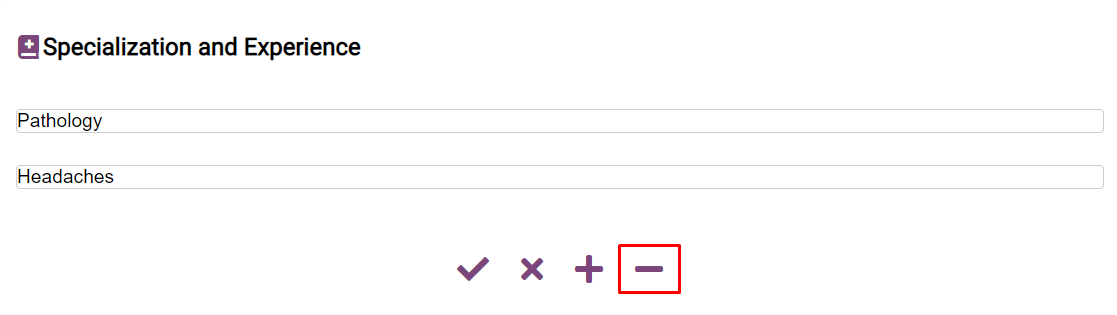 Specialization and Experience
Pathology
Headaches